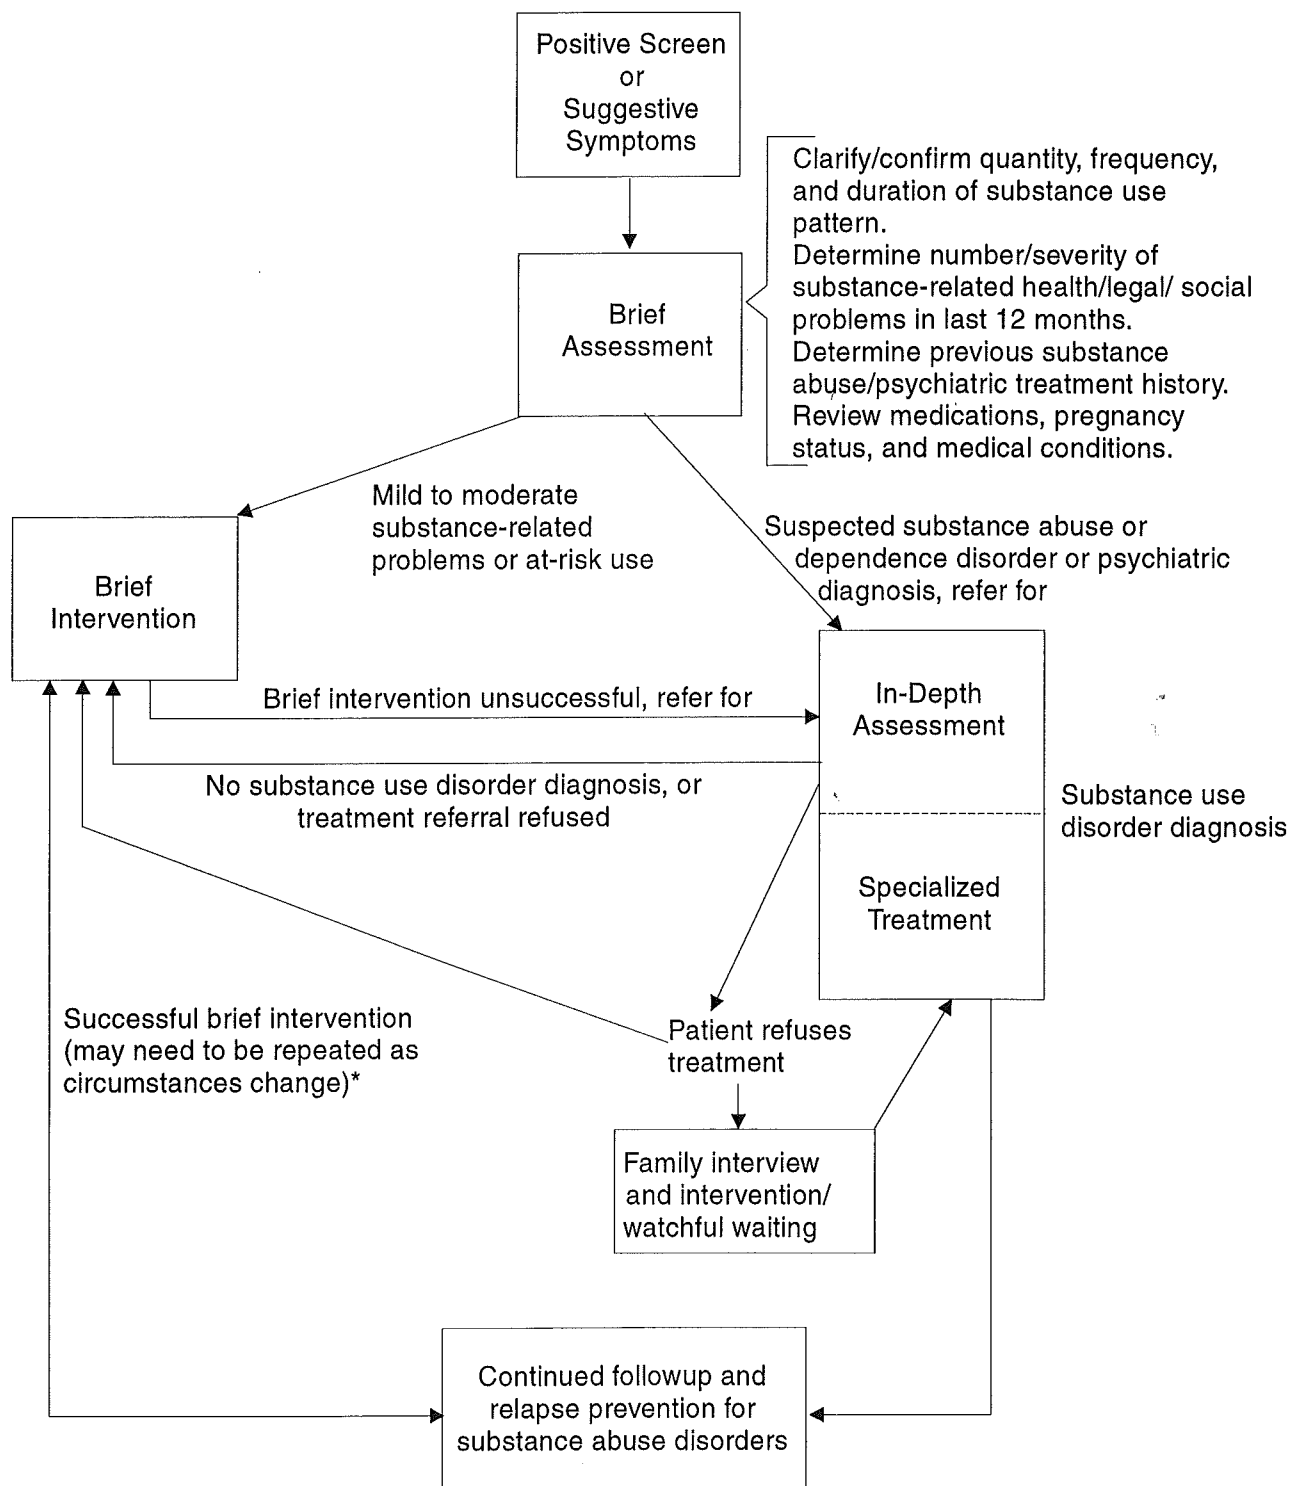 Positive Screen
or
Suggestive
Symptoms
Clarify/confirm quantity, frequency,
and duration of substance use
pattern.
Determine number/severity of
substance-related health/legal/ social
problems in last 12 months.
Determine previous substance
abuse/psychiatric treatment history.
Review medications, pregnancy
status, and medical conditions.
Brief
Assessment
Mild to moderate
substance-related
problems or at-risk use
Suspected substance abuse or
dependence disorder or psychiatric
diagnosis, refer for
Brief
Intervention
Brief intervention unsuccessful, refer for
In-Depth
Assessment
No substance use disorder diagnosis, or
treatment referral refused
Substance use
disorder diagnosis
Specialized
Treatment
Successful brief intervention
(may need to be repeated as
circumstances change)*
Patient refuses
treatment
Family interview
and intervention/
watchful waiting
Continued followup and
relapse prevention for
substance abuse disorders